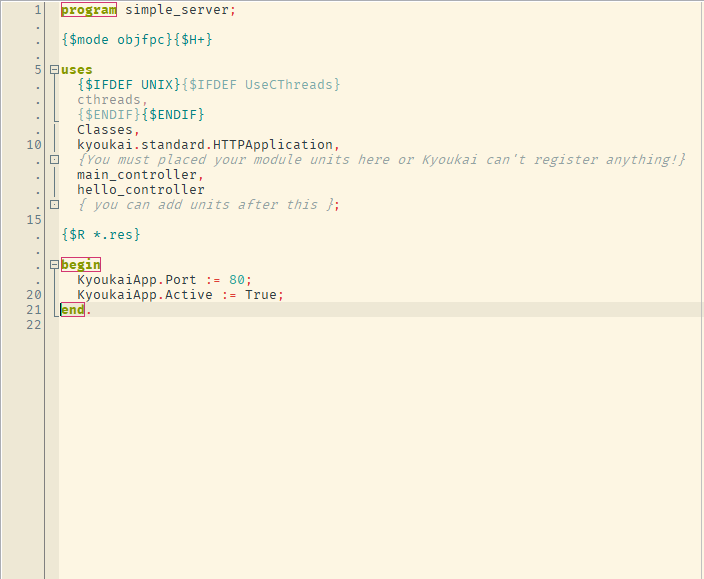 1 program simple_server;
.
. {$mode objfpc}{$H+}
.
5 uses
. {$IFDEF UNIX}{$IFDEF UseCThreads}
. cthreads,
. {$ENDIF}{$ENDIF}
. Classes,
10 kyoukai.standard.HTTPApplication,
. {You must placed your module units here or Kyoukai can't register anything!}
. main_controller,
. hello_controller
. { you can add units after this };
15
. {$R *.res}
.
. begin
. KyoukaiApp.Port := 80;
20 KyoukaiApp.Active := True;
21 end.
22